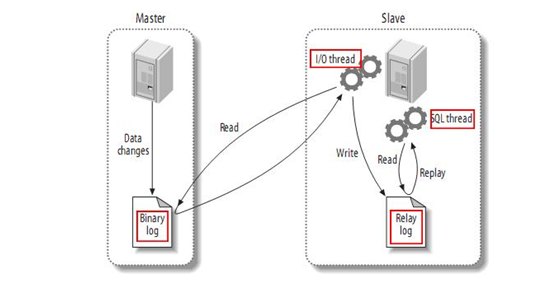 Master
Slave
I/O thread
SQL thread
Data
changes
Read
Write
Read
Replay
Binary
log
Relay
log